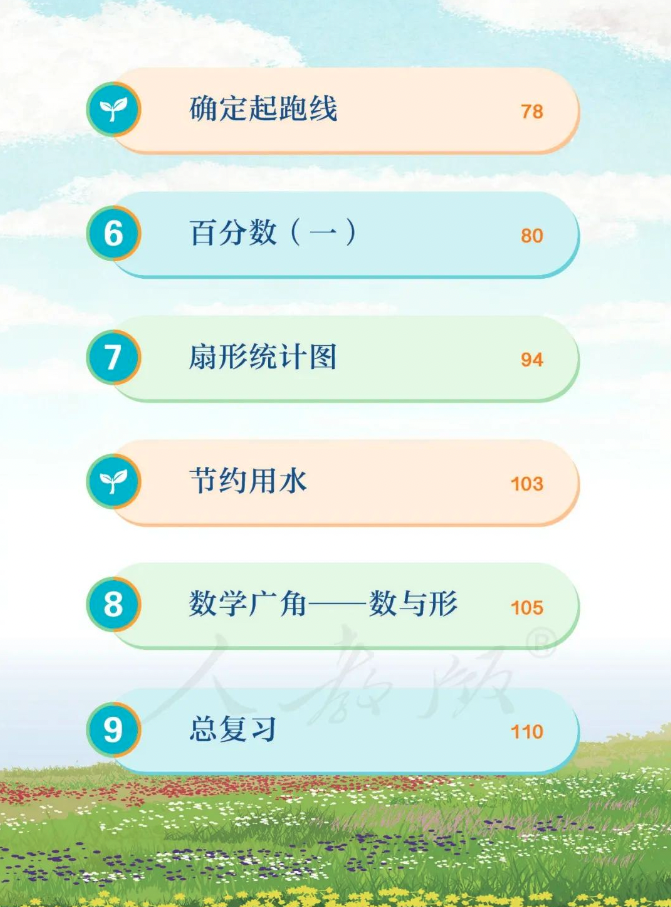 确定起跑线 78
6 百分数（一） 80
7 扇形统计图 94
节约用水 103
8 数学广角——数与形 105
9 总复习 110
人教版®